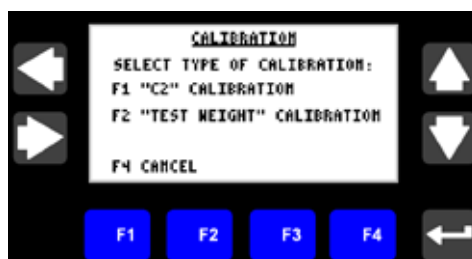 CALIBRATION
SELECT TYPE OF CALIBRATION:
F1 "C2" CALIBRATION
F2 "TEST WEIGHT" CALIBRATION
F4 CANCEL
F1 F2 F3 F4